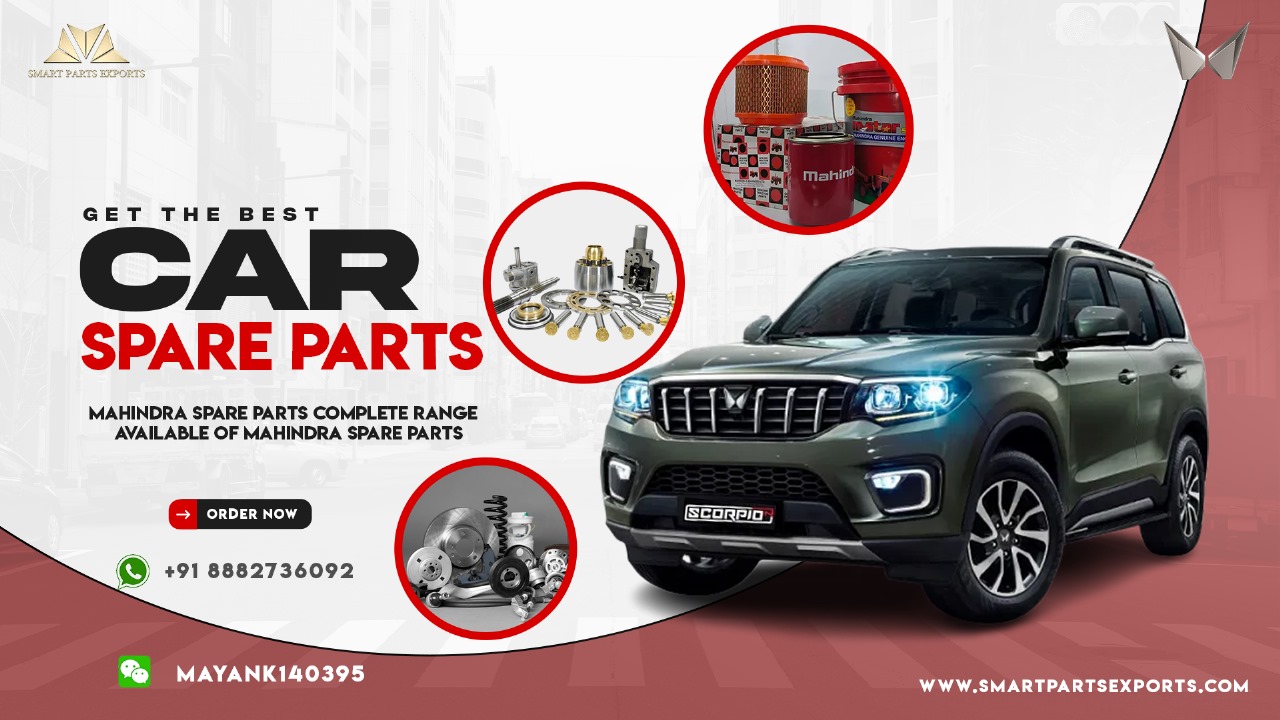 SMART PARTS EXPORTS
GET THE BEST
CAR
SPARE PARTS
MAHINDRA SPARE PARTS COMPLETE RANGE
AVAILABLE OF MAHINDRA SPARE PARTS
→ ORDER NOW
+91 8882736092
MAYANK140395
Mahind
SCORPIO
WWW.SMARTPARTSEXPORTS.COM